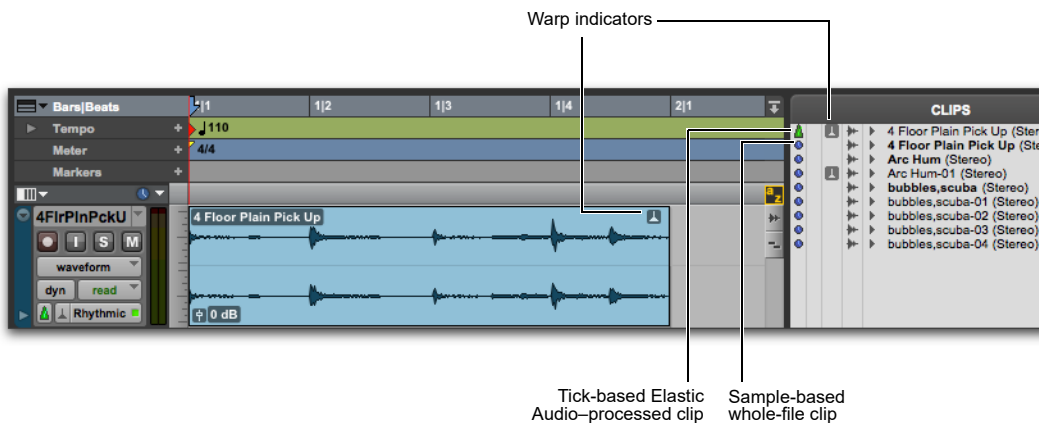 Warp indicators
Bars|Beats
1|1
1|2
1|3
1|4
2|1
CLIPS
Tempo
110
Meter
4/4
Markers
4 Floor Plain Pick Up (Ster
4 Floor Plain Pick Up (Ste
Arc Hum (Stereo)
Arc Hum-01 (Stereo)
bubbles,scuba (Stereo)
bubbles,scuba-01 (Stereo)
bubbles,scuba-02 (Stereo)
bubbles,scuba-03 (Stereo)
bubbles,scuba-04 (Stereo)
a
z
4FlrPlnPckU
4 Floor Plain Pick Up
I S M
waveform
dyn read
Rhythmic
0 dB
Tick-based Elastic
Audio–processed clip
Sample-based
whole-file clip